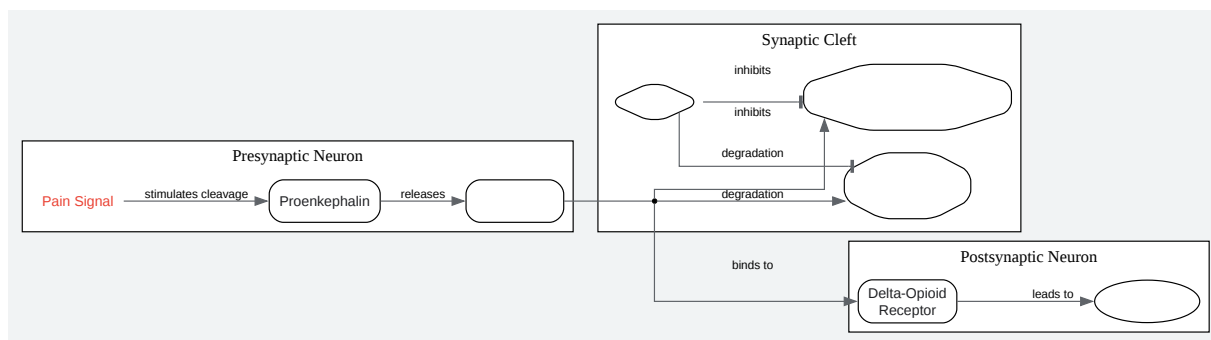 Synaptic Cleft
inhibits
inhibits
degradation
degradation
Presynaptic Neuron
Pain Signal
stimulates cleavage
Proenkephalin
releases
binds to
Postsynaptic Neuron
Delta-Opioid
Receptor
leads to